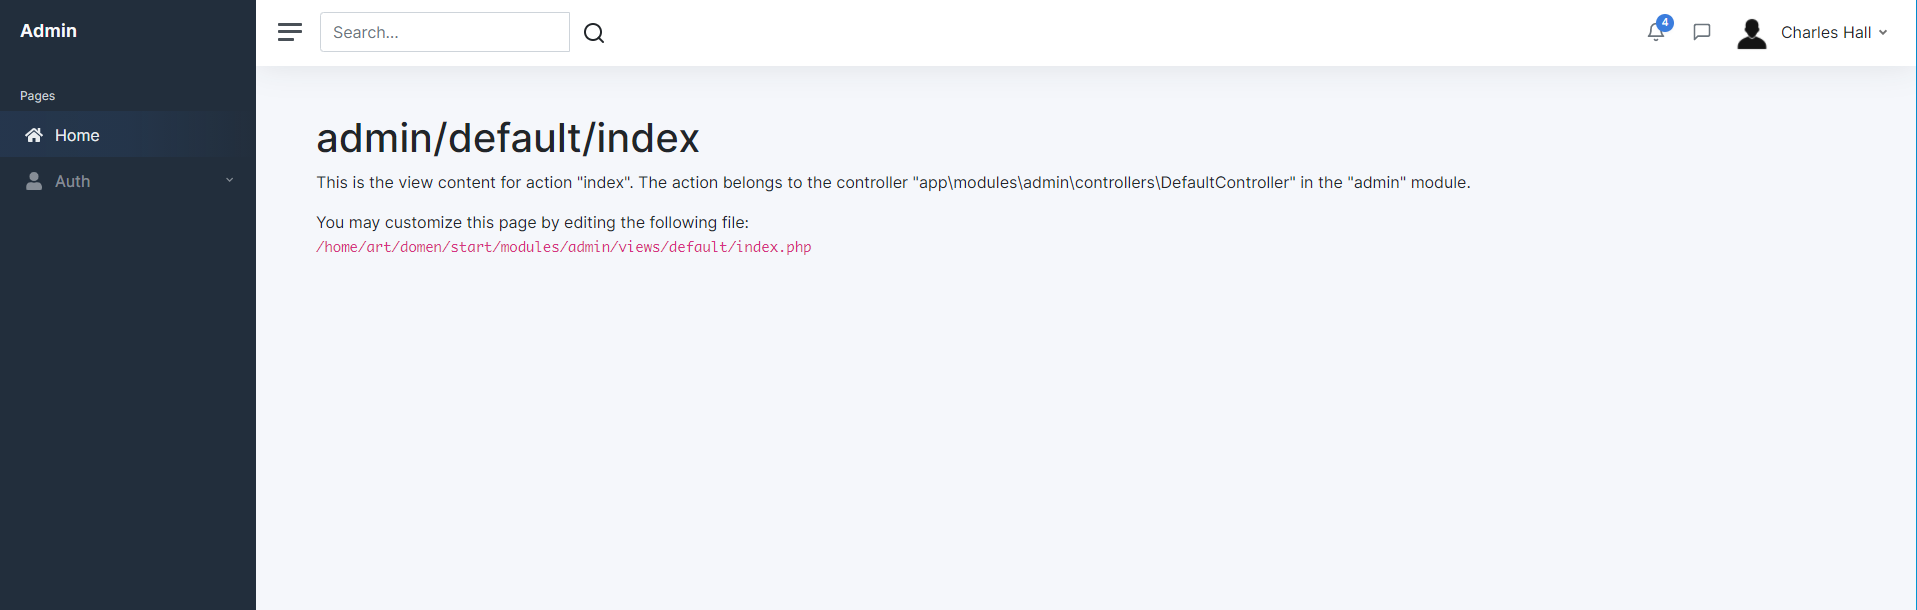 Admin
Search...
4
Charles Hall
Pages
Home
Auth
admin/default/index
This is the view content for action "index". The action belongs to the controller "app\modules\admin\controllers\DefaultController" in the "admin" module.
You may customize this page by editing the following file:
/home/art/domen/start/modules/admin/views/default/index.php